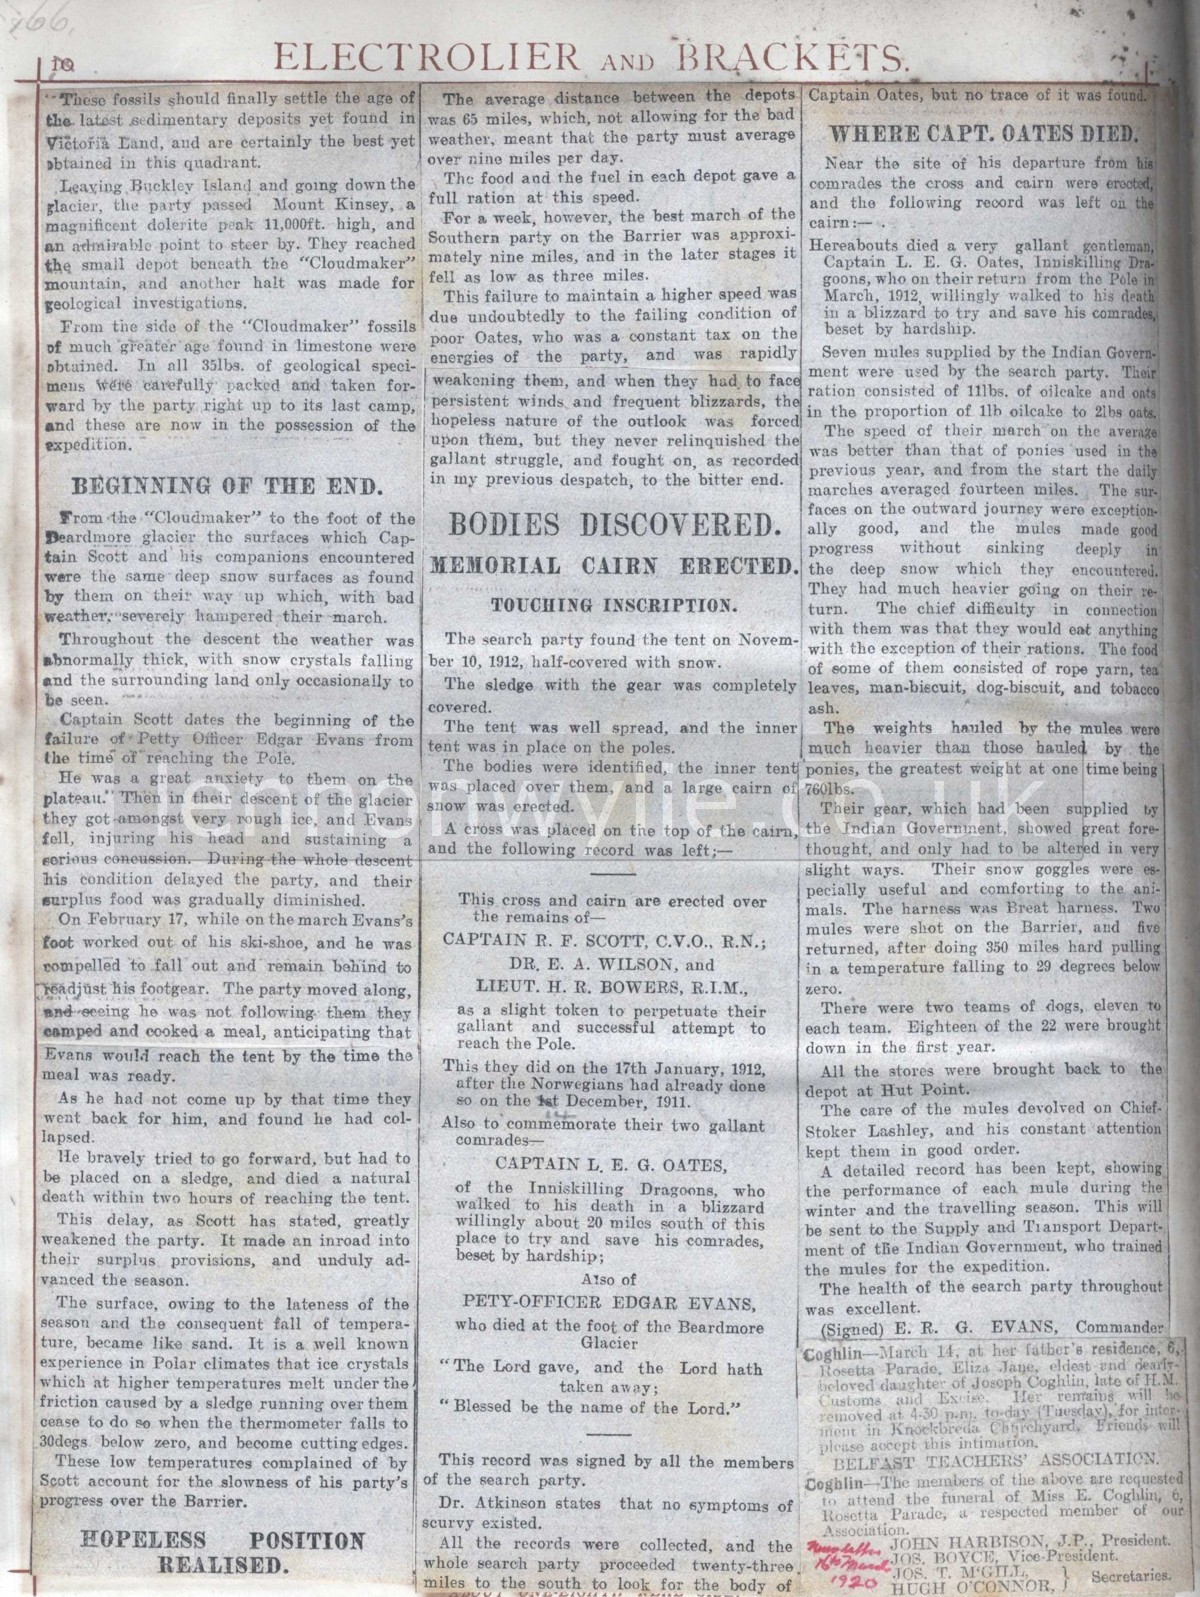 166.
10
ELECTROLIER AND BRACKETS.
These fossils should finally settle the age of
the latest sedimentary deposits yet found in
Victoria Land, and are certainly the best yet
obtained in this quadrant.
Leaving Buckley Island and going down the
glacier, the party passed Mount Kinsey, a
magnificent dolerite peak 11,000ft. high, and
an admirable point to steer by. They reached
the small depot beneath the "Cloudmaker"
mountain, and another halt was made for
geological investigations.
From the side of the "Cloudmaker" fossils
of much greater age found in limestone were
obtained. In all 35lbs. of geological speci-
mens were carefully packed and taken for-
ward by the party right up to its last camp,
and these are now in the possession of the
expedition.
BEGINNING OF THE END.
From the "Cloudmaker" to the foot of the
Beardmore glacier the surfaces which Cap-
tain Scott and his companions encountered
were the same deep snow surfaces as found
by them on their way up which, with bad
weather, severely hampered their march.
Throughout the descent the weather was
abnormally thick, with snow crystals falling
and the surrounding land only occasionally to
be seen.
Captain Scott dates the beginning of the
failure of Petty Officer Edgar Evans from
the time of reaching the Pole.
He was a great anxiety to them on the
plateau. Then in their descent of the glacier
they got amongst very rough ice, and Evans
fell, injuring his head and sustaining a
serious concussion. During the whole descent
his condition delayed the party, and their
surplus food was gradually diminished.
On February 17, while on the march Evans's
foot worked out of his ski-shoe, and he was
compelled to fall out and remain behind to
readjust his footgear. The party moved along,
and seeing he was not following them they
camped and cooked a meal, anticipating that
Evans would reach the tent by the time the
meal was ready.
As he had not come up by that time they
went back for him, and found he had col-
lapsed.
He bravely tried to go forward, but had to
be placed on a sledge, and died a natural
death within two hours of reaching the tent.
This delay, as Scott has stated, greatly
weakened the party. It made an inroad into
their surplus provisions, and unduly ad-
vanced the season.
The surface, owing to the lateness of the
season and the consequent fall of tempera-
ture, became like sand. It is a well known
experience in Polar climates that ice crystals
which at higher temperatures melt under the
friction caused by a sledge running over them
cease to do so when the thermometer falls to
30degs below zero, and become cutting edges.
These low temperatures complained of by
Scott account for the slowness of his party's
progress over the Barrier.
HOPELESS POSITION
REALISED.
The average distance between the depots
was 65 miles, which, not allowing for the bad
weather, meant that the party must average
over nine miles per day.
The food and the fuel in each depot gave a
full ration at this speed.
For a week, however, the best march of the
Southern party on the Barrier was approxi-
mately nine miles, and in the later stages it
fell as low as three miles.
This failure to maintain a higher speed was
due undoubtedly to the failing condition of
poor Oates, who was a constant tax on the
energies of the party, and was rapidly
weakening them, and when they had to face
persistent winds and frequent blizzards, the
hopeless nature of the outlook was forced
upon them, but they never relinquished the
gallant struggle, and fought on, as recorded
in my previous despatch, to the bitter end.
BODIES DISCOVERED.
MEMORIAL CAIRN ERECTED.
TOUCHING INSCRIPTION.
The search party found the tent on Novem-
ber 10, 1912, half-covered with snow.
The sledge with the gear was completely
covered.
The tent was well spread, and the inner
tent was in place on the poles.
The bodies were identified, the inner tent
was placed over them, and a large cairn of
snow was erected.
A cross was placed on the top of the cairn,
and the following record was left;—
This cross and cairn are erected over
the remains of—
CAPTAIN R. F. SCOTT, C.V.O., R.N.;
DR. E. A. WILSON, and
LIEUT. H. R. BOWERS, R.I.M.,
as a slight token to perpetuate their
gallant and successful attempt to
reach the Pole.
This they did on the 17th January, 1912,
after the Norwegians had already done
so on the 1st December, 1911.
14
Also to commemorate their two gallant
comrades—
CAPTAIN L. E. G. OATES,
of the Inniskilling Dragoons, who
walked to his death in a blizzard
willingly about 20 miles south of this
place to try and save his comrades,
beset by hardship;
Also of
PETY-OFFICER EDGAR EVANS,
who died at the foot of the Beardmore
Glacier
"The Lord gave, and the Lord hath
taken away;
"Blessed be the name of the Lord."
This record was signed by all the members
of the search party.
Dr. Atkinson states that no symptoms of
scurvy existed.
All the records were collected, and the
whole search party proceeded twenty-three
miles to the south to look for the body of
Captain Oates, but no trace of it was found.
WHERE CAPT. OATES DIED.
Near the site of his departure from his
comrades the cross and cairn were erected,
and the following record was left on the
cairn:—
Hereabouts died a very gallant gentleman,
Captain L. E. G. Oates, Inniskilling Dra-
goons, who on their return from the Pole in
March, 1912, willingly walked to his death
in a blizzard to try and save his comrades,
beset by hardship.
Seven mules supplied by the Indian Govern-
ment were used by the search party. Their
ration consisted of 11lbs. of oilcake and oats
in the proportion of 1lb oilcake to 2lbs oats.
The speed of their march on the average
was better than that of ponies used in the
previous year, and from the start the daily
marches averaged fourteen miles. The sur-
faces on the outward journey were exception-
ally good, and the mules made good
progress without sinking deeply in
the deep snow which they encountered.
They had much heavier going on their re-
turn. The chief difficulty in connection
with them was that they would eat anything
with the exception of their rations. The food
of some of them consisted of rope yarn, tea
leaves, man-biscuit, dog-biscuit, and tobacco
ash.
The weights hauled by the mules were
much heavier than those hauled by the
ponies, the greatest weight at one time being
760lbs.
Their gear, which had been supplied by
the Indian Government, showed great fore-
thought, and only had to be altered in very
slight ways. Their snow goggles were es-
pecially useful and comforting to the ani-
mals. The harness was Breat harness. Two
mules were shot on the Barrier, and five
returned, after doing 350 miles hard pulling
in a temperature falling to 29 degrees below
zero.
There were two teams of dogs, eleven to
each team. Eighteen of the 22 were brought
down in the first year.
All the stores were brought back to the
depot at Hut Point.
The care of the mules devolved on Chief-
Stoker Lashley, and his constant attention
kept them in good order.
A detailed record has been kept, showing
the performance of each mule during the
winter and the travelling season. This will
be sent to the Supply and Transport Depart-
ment of the Indian Government, who trained
the mules for the expedition.
The health of the search party throughout
was excellent.
(Signed) E. R. G. EVANS, Commander
Coghlin—March 14, at her father's residence, 6,
Rosetta Parade, Eliza Jane, eldest and dearly-
beloved daughter of Joseph Coghlin, late of H.M.
Customs and Excise. Her remains will be
removed at 4-30 p.m. to-day (Tuesday), for inter-
ment in Knockbreda Churchyard. Friends will
please accept this intimation.
BELFAST TEACHERS' ASSOCIATION.
Coghlin—The members of the above are requested
to attend the funeral of Miss E. Coghlin, 6,
Rosetta Parade, a respected member of our
Association.
JOHN HARBISON, J.P., President.
JOS. BOYCE, Vice-President.
JOS. T. M'GILL, } Secretaries.
HUGH O'CONNOR,
Newsletter
16th March
1920
lennonwylie.co.uk